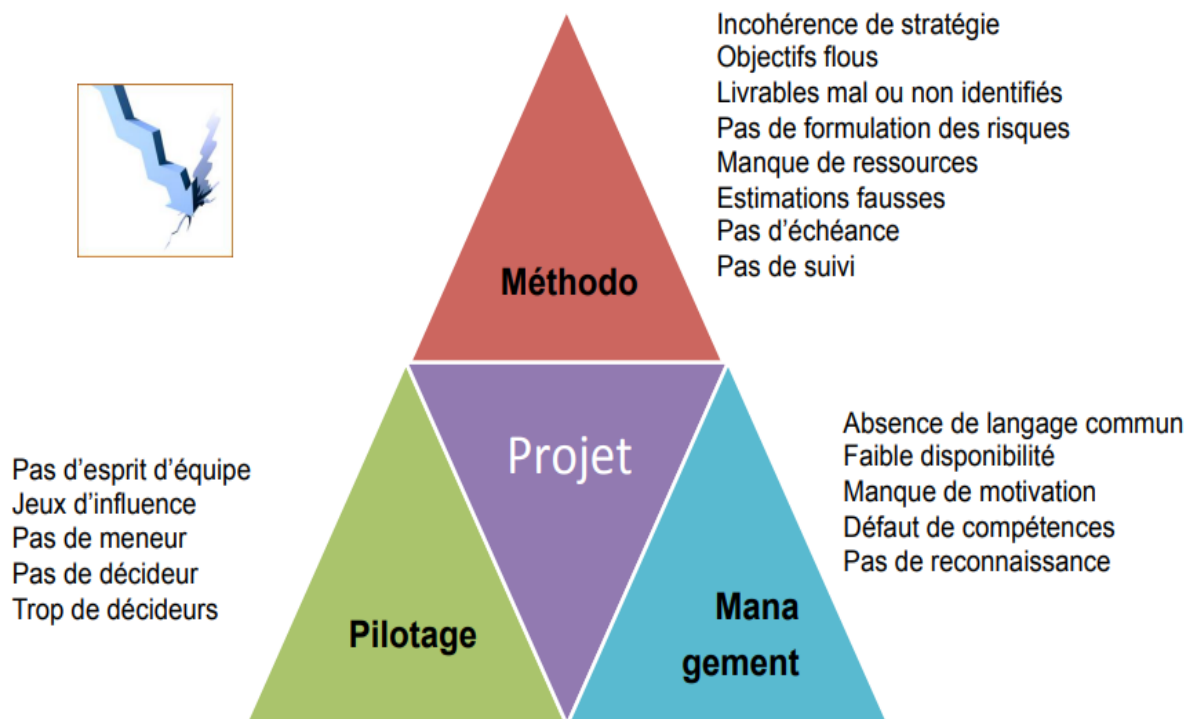 Incohérence de stratégie
Objectifs flous
Livrables mal ou non identifiés
Pas de formulation des risques
Manque de ressources
Estimations fausses
Pas d’échéance
Pas de suivi
Méthodo
Projet
Pas d’esprit d’équipe
Jeux d’influence
Pas de meneur
Pas de décideur
Trop de décideurs
Pilotage
Absence de langage commun
Faible disponibilité
Manque de motivation
Défaut de compétences
Pas de reconnaissance
Mana
gement